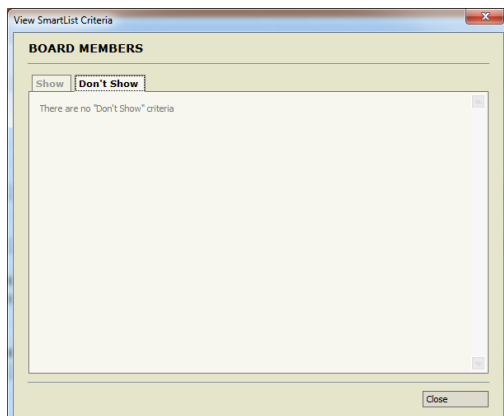 View SmartList Criteria
BOARD MEMBERS
Show Don't Show
There are no "Don't Show" criteria
Close